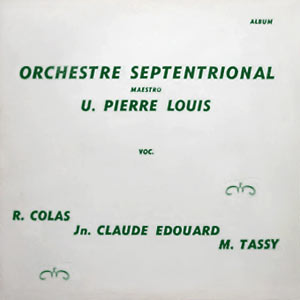 ALBUM
ORCHESTRE SEPTENTRIONAL
MAESTRO
U. PIERRE LOUIS
VOC.
R. COLAS
Jn. CLAUDE EDOUARD
M. TASSY